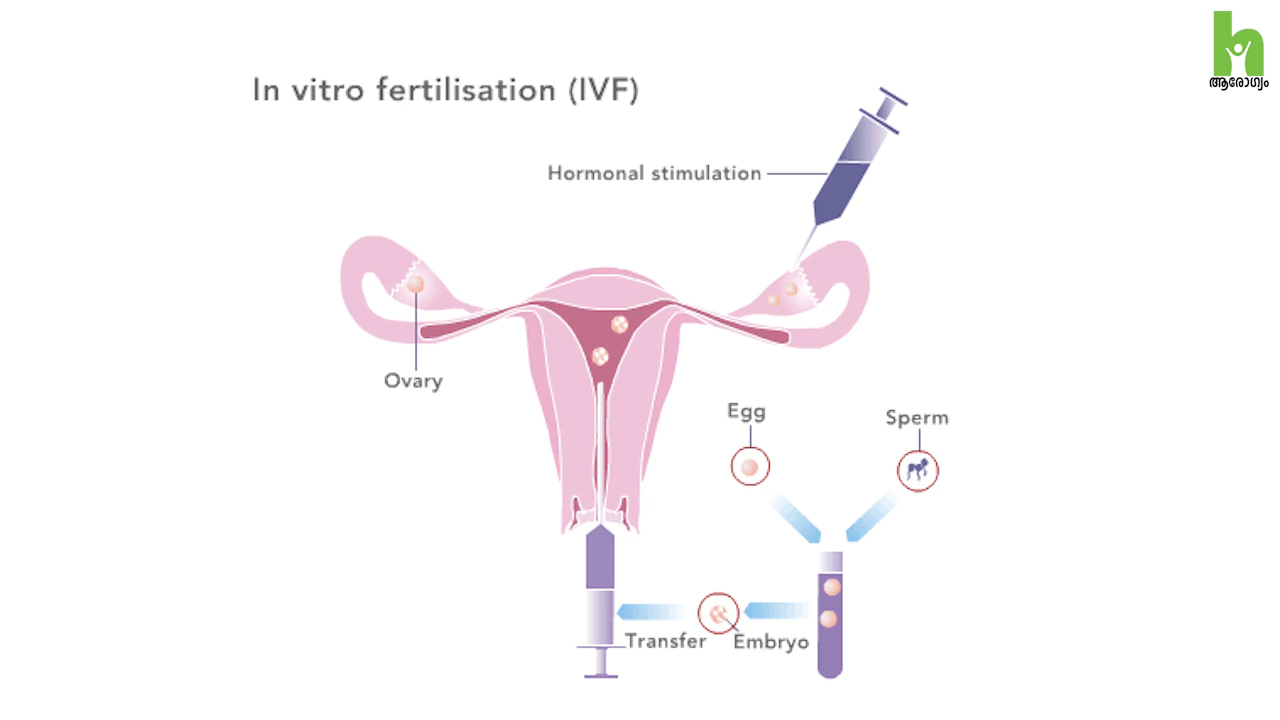 ആരോഗ്യം
In vitro fertilisation (IVF)
Hormonal stimulation
Ovary
Egg
Sperm
Transfer
Embryo